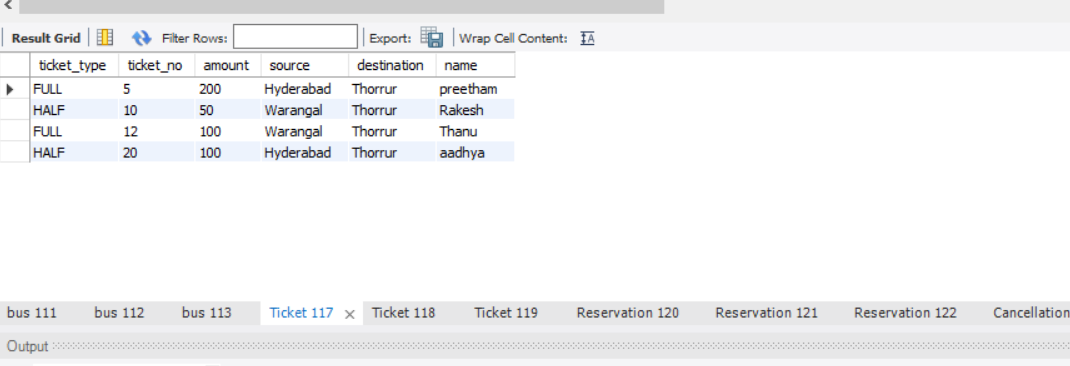 Result Grid Filter Rows: Export: Wrap Cell Content: IA
ticket_type ticket_no amount source destination name
FULL 5 200 Hyderabad Thorrur preetham
HALF 10 50 Warangal Thorrur Rakesh
FULL 12 100 Warangal Thorrur Thanu
HALF 20 100 Hyderabad Thorrur aadhya
bus 111 bus 112 bus 113 Ticket 117 Ticket 118 Ticket 119 Reservation 120 Reservation 121 Reservation 122 Cancellation
Output